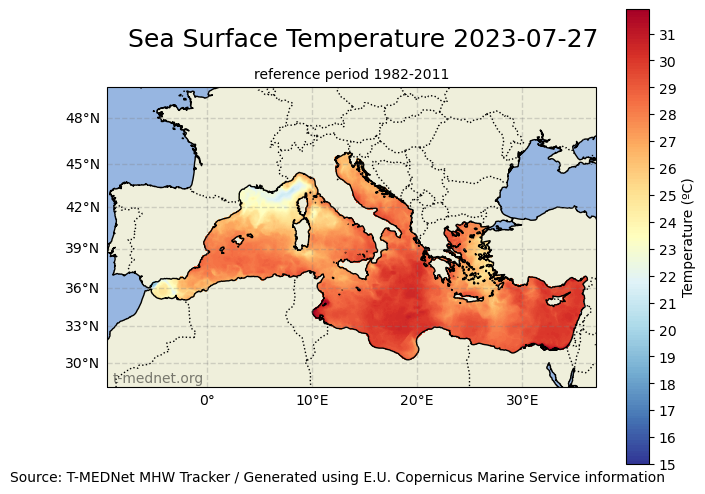 Sea Surface Temperature 2023-07-27
reference period 1982-2011
48°N
45°N
42°N
39°N
36°N
33°N
30°N
t-mednet.org
0°
10°E
20°E
30°E
31
30
29
28
27
26
25
24
23
22
21
20
19
18
17
16
15
Temperature (ºC)
Source: T-MEDNet MHW Tracker / Generated using E.U. Copernicus Marine Service information